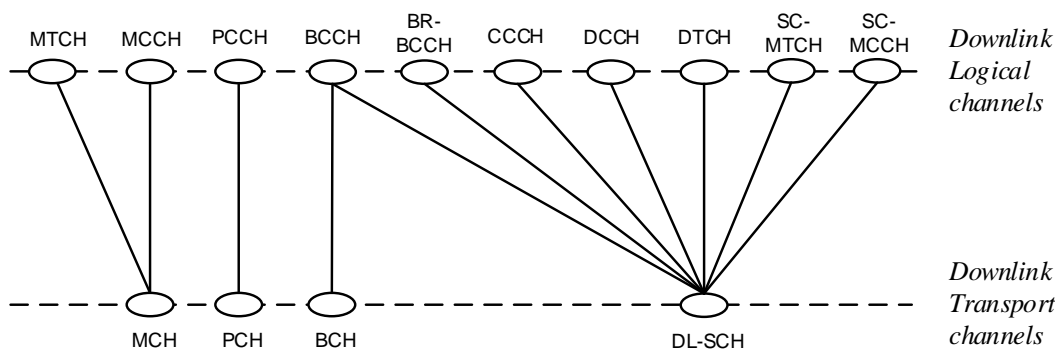 MTCH MCCH PCCH BCCH BR-
BCCH CCCH DCCH DTCH SC-
MTCH SC-
MCCH
Downlink
Logical
channels
Downlink
Transport
channels
MCH PCH BCH DL-SCH